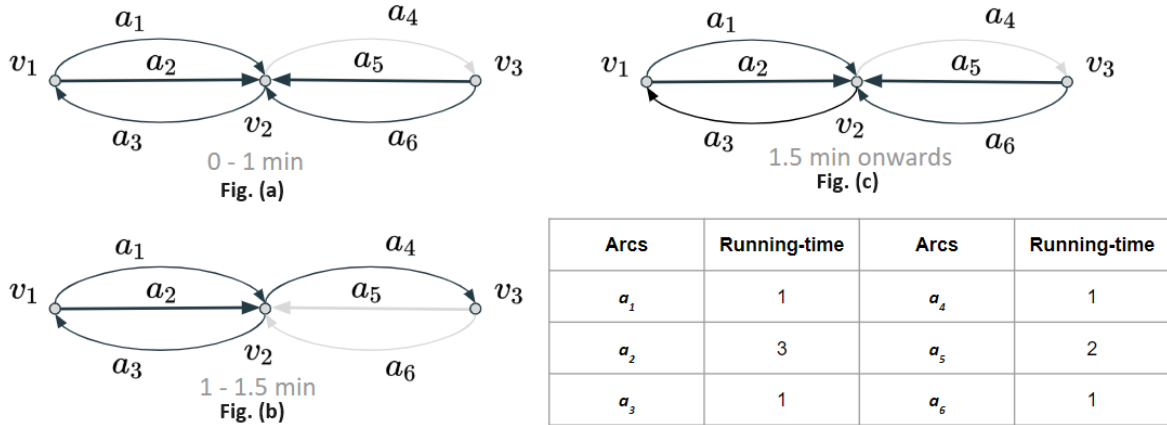 a₁
a₄
v₁
a₂
a₅
v₃
a₃
v₂
a₆
0 - 1 min
Fig. (a)
a₁
a₄
v₁
a₂
a₅
v₃
a₃
v₂
a₆
1.5 min onwards
Fig. (c)
a₁
a₄
v₁
a₂
a₅
v₃
a₃
v₂
a₆
1 - 1.5 min
Fig. (b)
Arcs Running-time Arcs Running-time
a₁ 1 a₄ 1
a₂ 3 a₅ 2
a₃ 1 a₆ 1